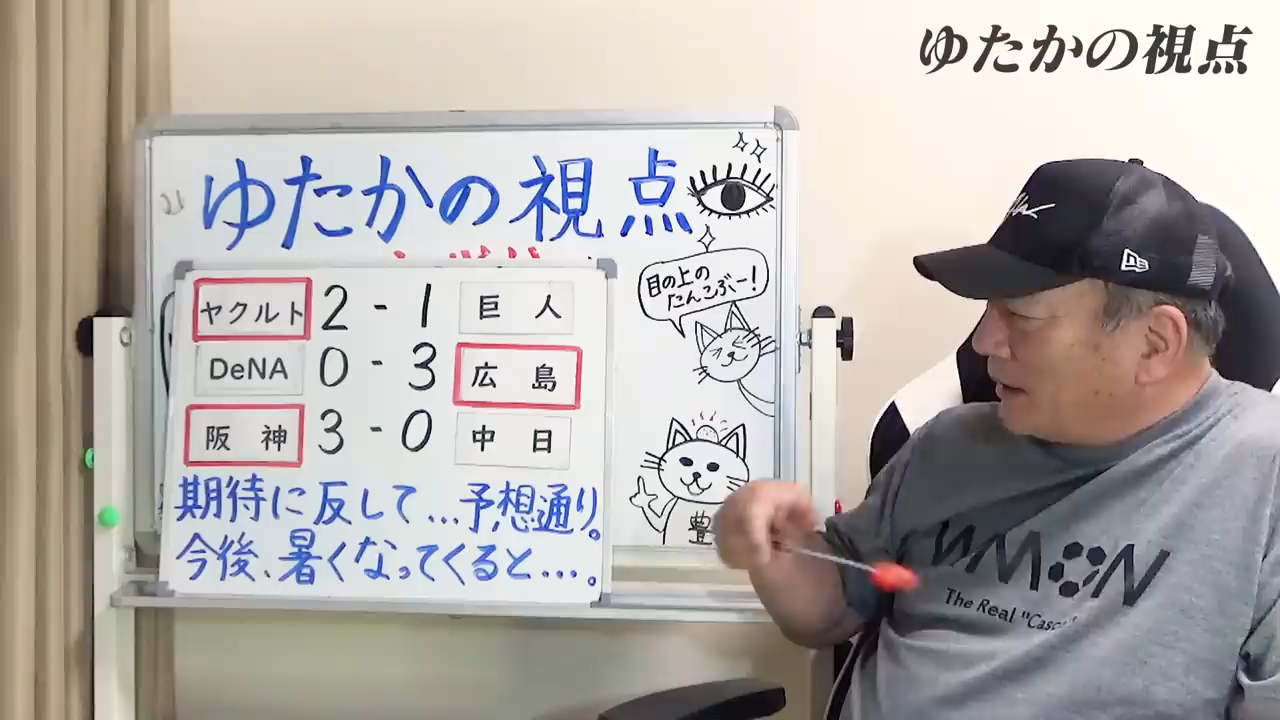 ゆたかの視点
ゆたかの視点
目の上の
たんこぶー!
ヤクルト 2 - 1 巨人
DeNA 0 - 3 広島
阪神 3 - 0 中日
期待に反して…予想通り。
今後、暑くなってくると…。
豊
The Real "Casca